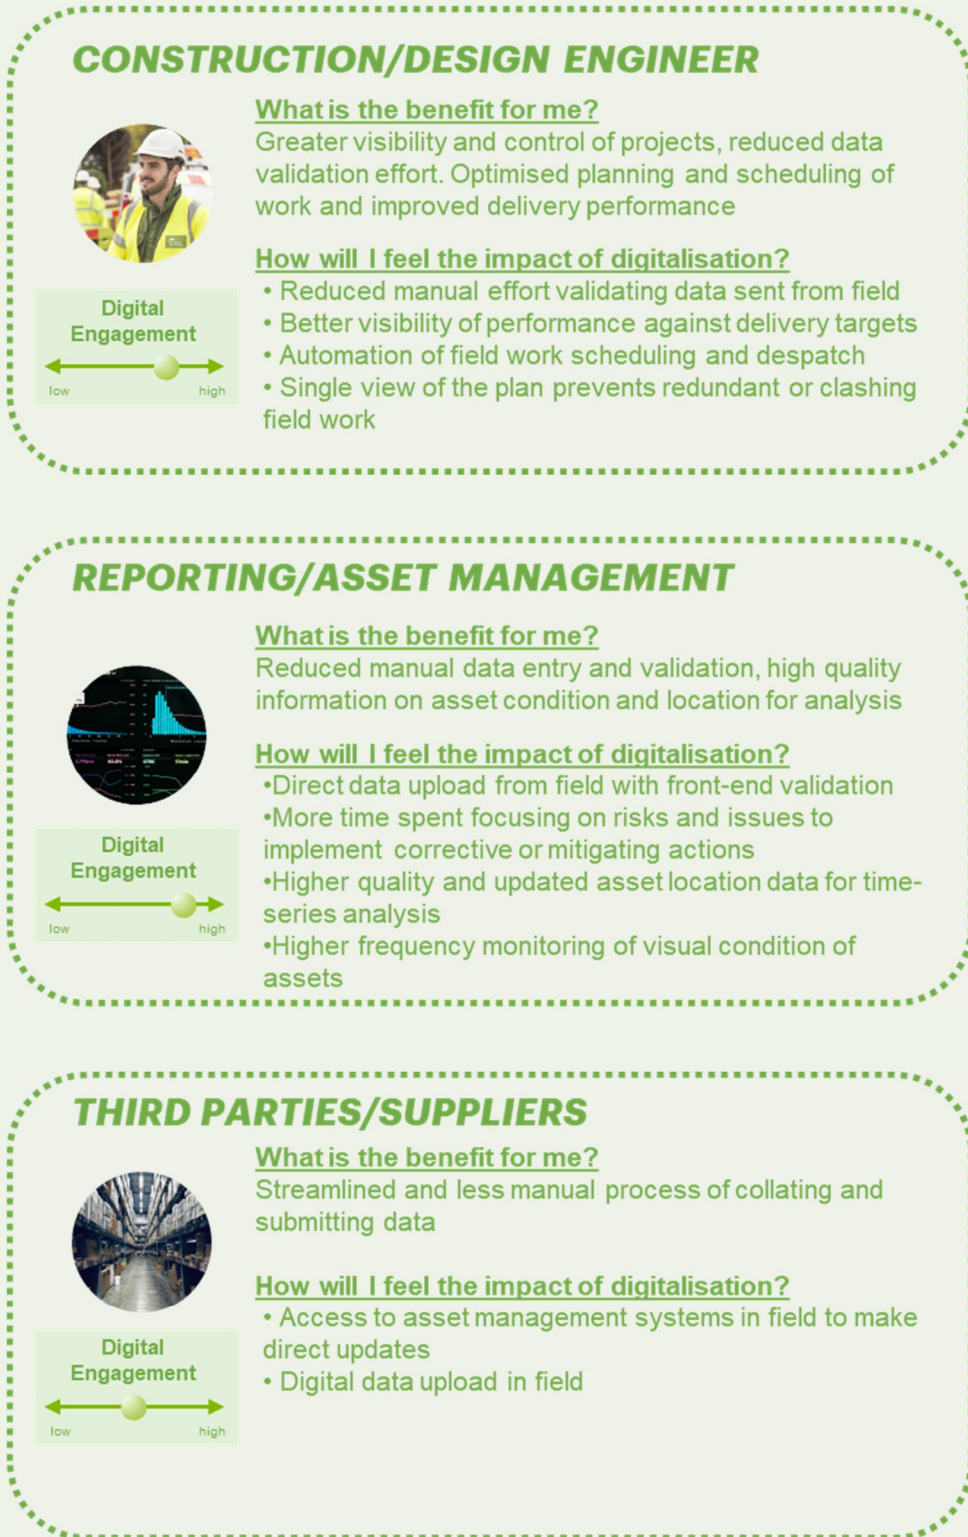 CONSTRUCTION/DESIGN ENGINEER
What is the benefit for me?
Greater visibility and control of projects, reduced data
validation effort. Optimised planning and scheduling of
work and improved delivery performance
How will I feel the impact of digitalisation?
• Reduced manual effort validating data sent from field
• Better visibility of performance against delivery targets
• Automation of field work scheduling and despatch
• Single view of the plan prevents redundant or clashing
field work
Digital
Engagement
low high
REPORTING/ASSET MANAGEMENT
What is the benefit for me?
Reduced manual data entry and validation, high quality
information on asset condition and location for analysis
How will I feel the impact of digitalisation?
•Direct data upload from field with front-end validation
•More time spent focusing on risks and issues to
implement corrective or mitigating actions
•Higher quality and updated asset location data for time-
series analysis
•Higher frequency monitoring of visual condition of
assets
Digital
Engagement
low high
THIRD PARTIES/SUPPLIERS
What is the benefit for me?
Streamlined and less manual process of collating and
submitting data
How will I feel the impact of digitalisation?
• Access to asset management systems in field to make
direct updates
• Digital data upload in field
Digital
Engagement
low high